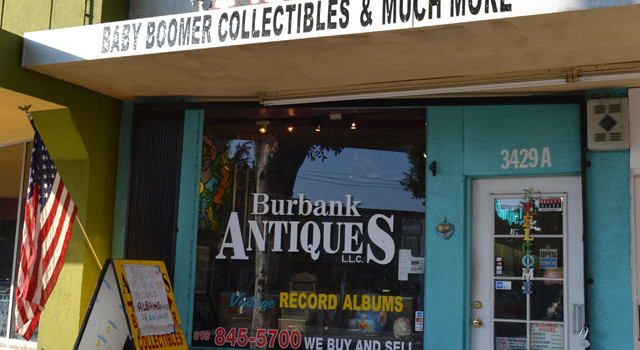 BABY BOOMER COLLECTIBLES & MUCH MORE
3429 A
Burbank
ANTIQUES
L.L.C.
Vintage RECORD ALBUMS
818 845-5700 WE BUY AND SELL
WELCOME
OPEN
ALBUMS
COLLECTIBLES